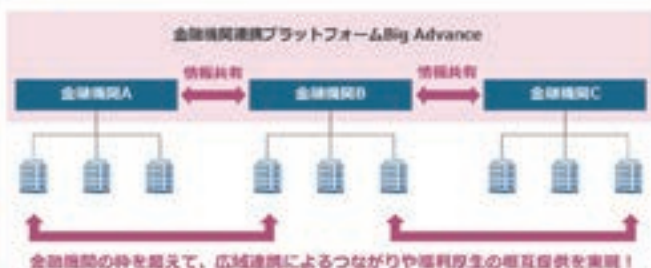 金融機関連携プラットフォームBig Advance
情報共有 情報共有
金融機関A 金融機関B 金融機関C
金融機関の枠を超えて、広域連携によるつながりや福利厚生の相互提供を実現！